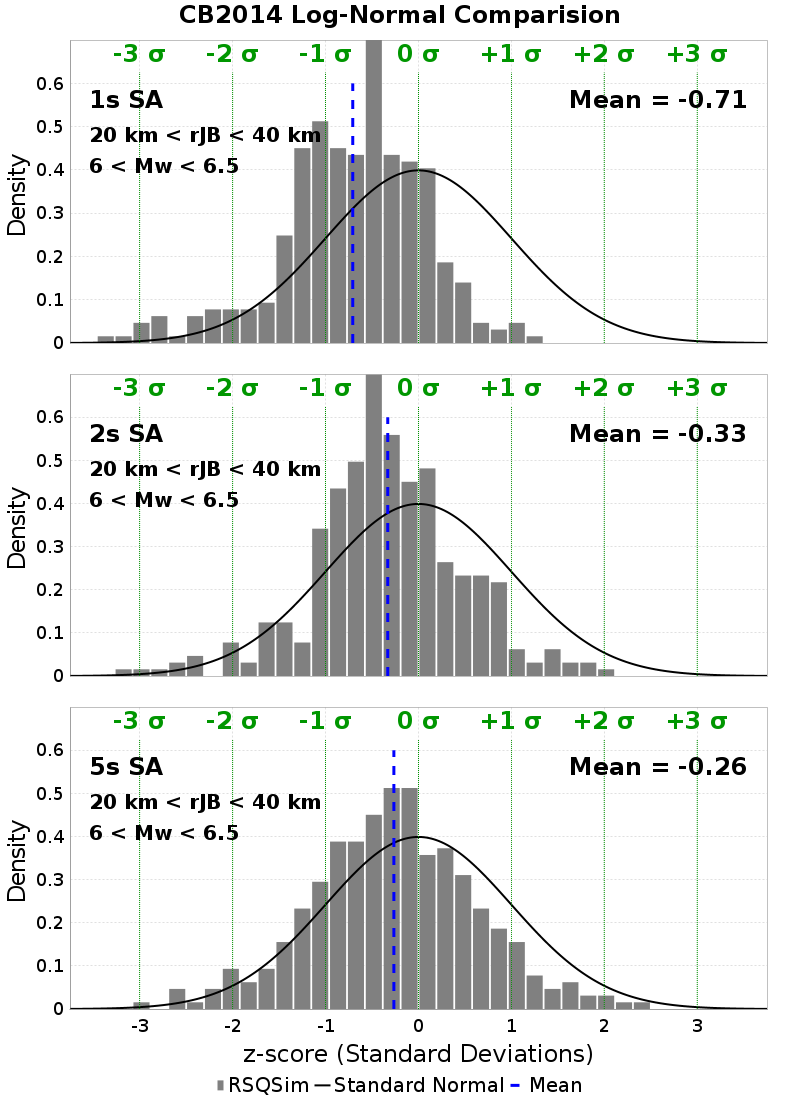 CB2014 Log-Normal Comparision
-3 σ -2 σ -1 σ 0 σ +1 σ +2 σ +3 σ
1s SA Mean = -0.71
20 km < rJB < 40 km
6 < Mw < 6.5
0.6
0.5
0.4
0.3
0.2
0.1
0
Density
-3 σ -2 σ -1 σ 0 σ +1 σ +2 σ +3 σ
2s SA Mean = -0.33
20 km < rJB < 40 km
6 < Mw < 6.5
0.6
0.5
0.4
0.3
0.2
0.1
0
Density
-3 σ -2 σ -1 σ 0 σ +1 σ +2 σ +3 σ
5s SA Mean = -0.26
20 km < rJB < 40 km
6 < Mw < 6.5
0.6
0.5
0.4
0.3
0.2
0.1
0
Density
-3 -2 -1 0 1 2 3
z-score (Standard Deviations)
RSQSim Standard Normal Mean